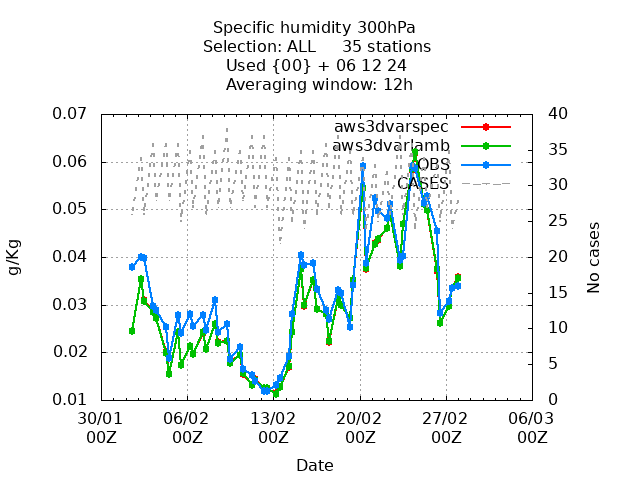 Specific humidity 300hPa
Selection: ALL 35 stations
Used {00} + 06 12 24
Averaging window: 12h
aws3dvarspec
aws3dvarlamb
OBS
CASES
0.07
0.06
0.05
0.04
0.03
0.02
0.01
40
35
30
25
20
15
10
5
0
g/Kg
No cases
30/01 06/02 13/02 20/02 27/02 06/03
00Z 00Z 00Z 00Z 00Z 00Z
Date